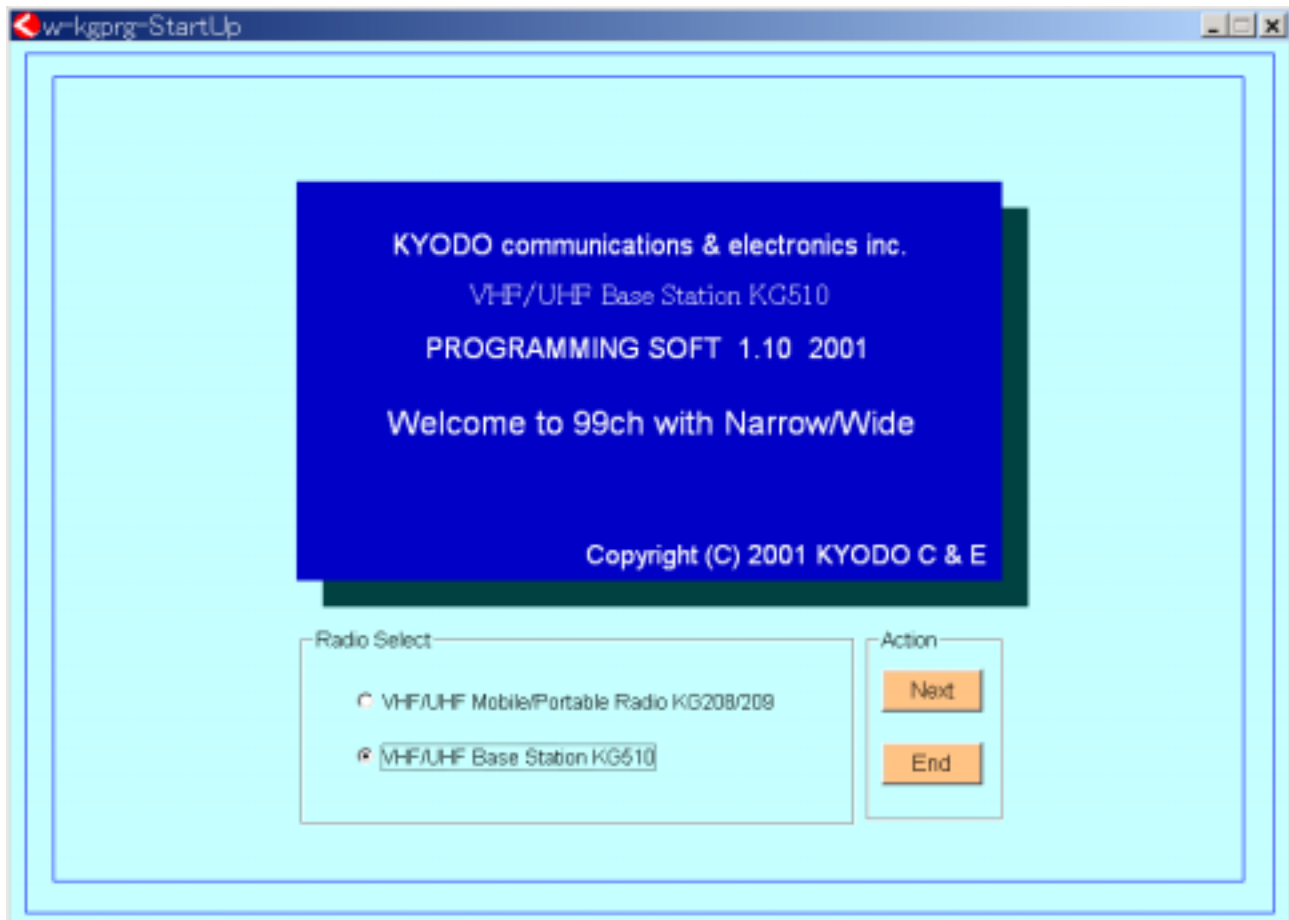 w-kgprg-StartUp
KYODO communications & electronics inc.
VHF/UHF Base Station KG510
PROGRAMMING SOFT 1.10 2001
Welcome to 99ch with Narrow/Wide
Copyright (C) 2001 KYODO C & E
Radio Select
VHF/UHF Mobile/Portable Radio KG208/209
VHF/UHF Base Station KG510
Action
Next
End